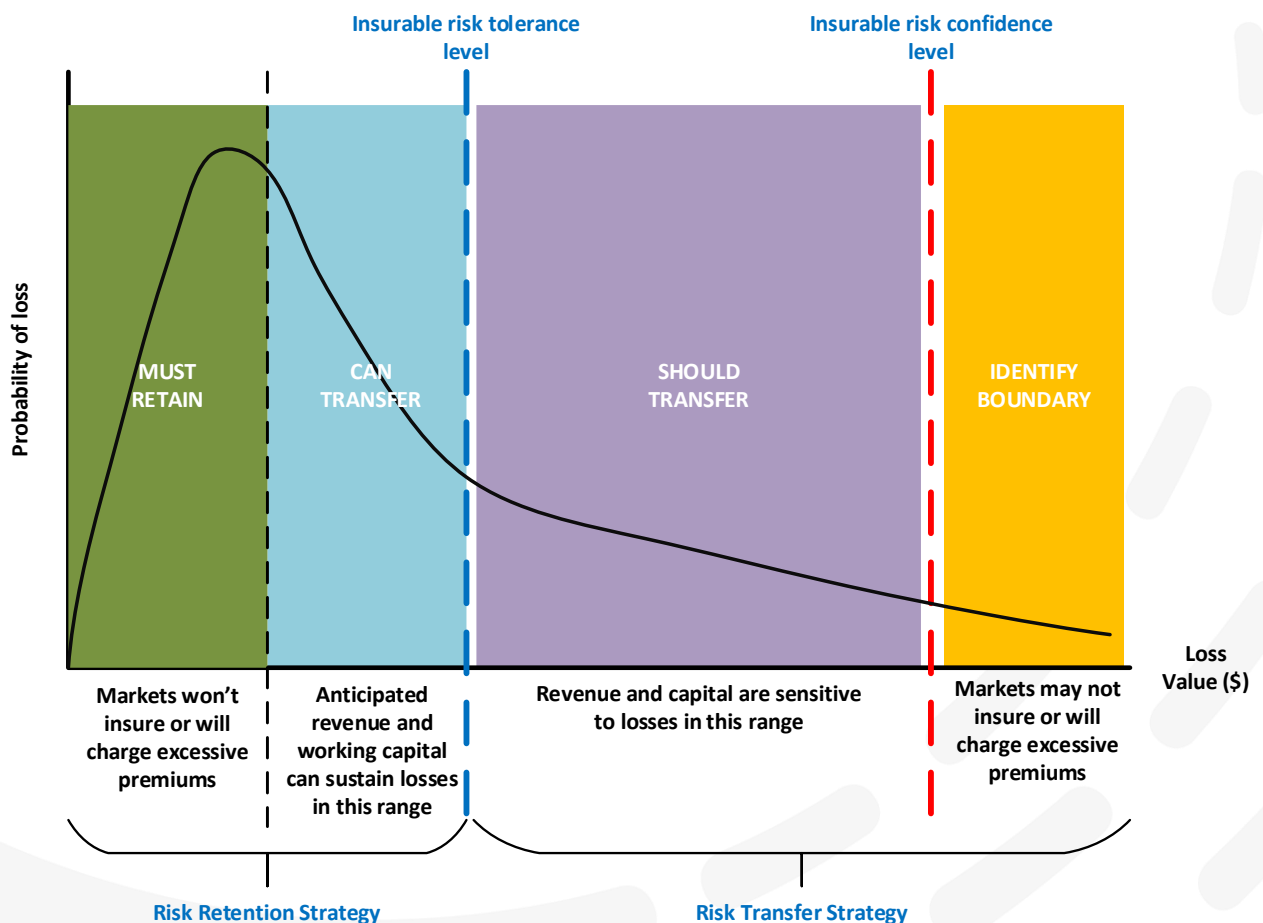 Insurable risk tolerance
level
Insurable risk confidence
level
Probability of loss
MUST
RETAIN
CAN
TRANSFER
SHOULD
TRANSFER
IDENTIFY
BOUNDARY
Loss
Value ($)
Markets won’t
insure or will
charge excessive
premiums
Anticipated
revenue and
working capital
can sustain losses
in this range
Revenue and capital are sensitive
to losses in this range
Markets may not
insure or will
charge excessive
premiums
Risk Retention Strategy
Risk Transfer Strategy